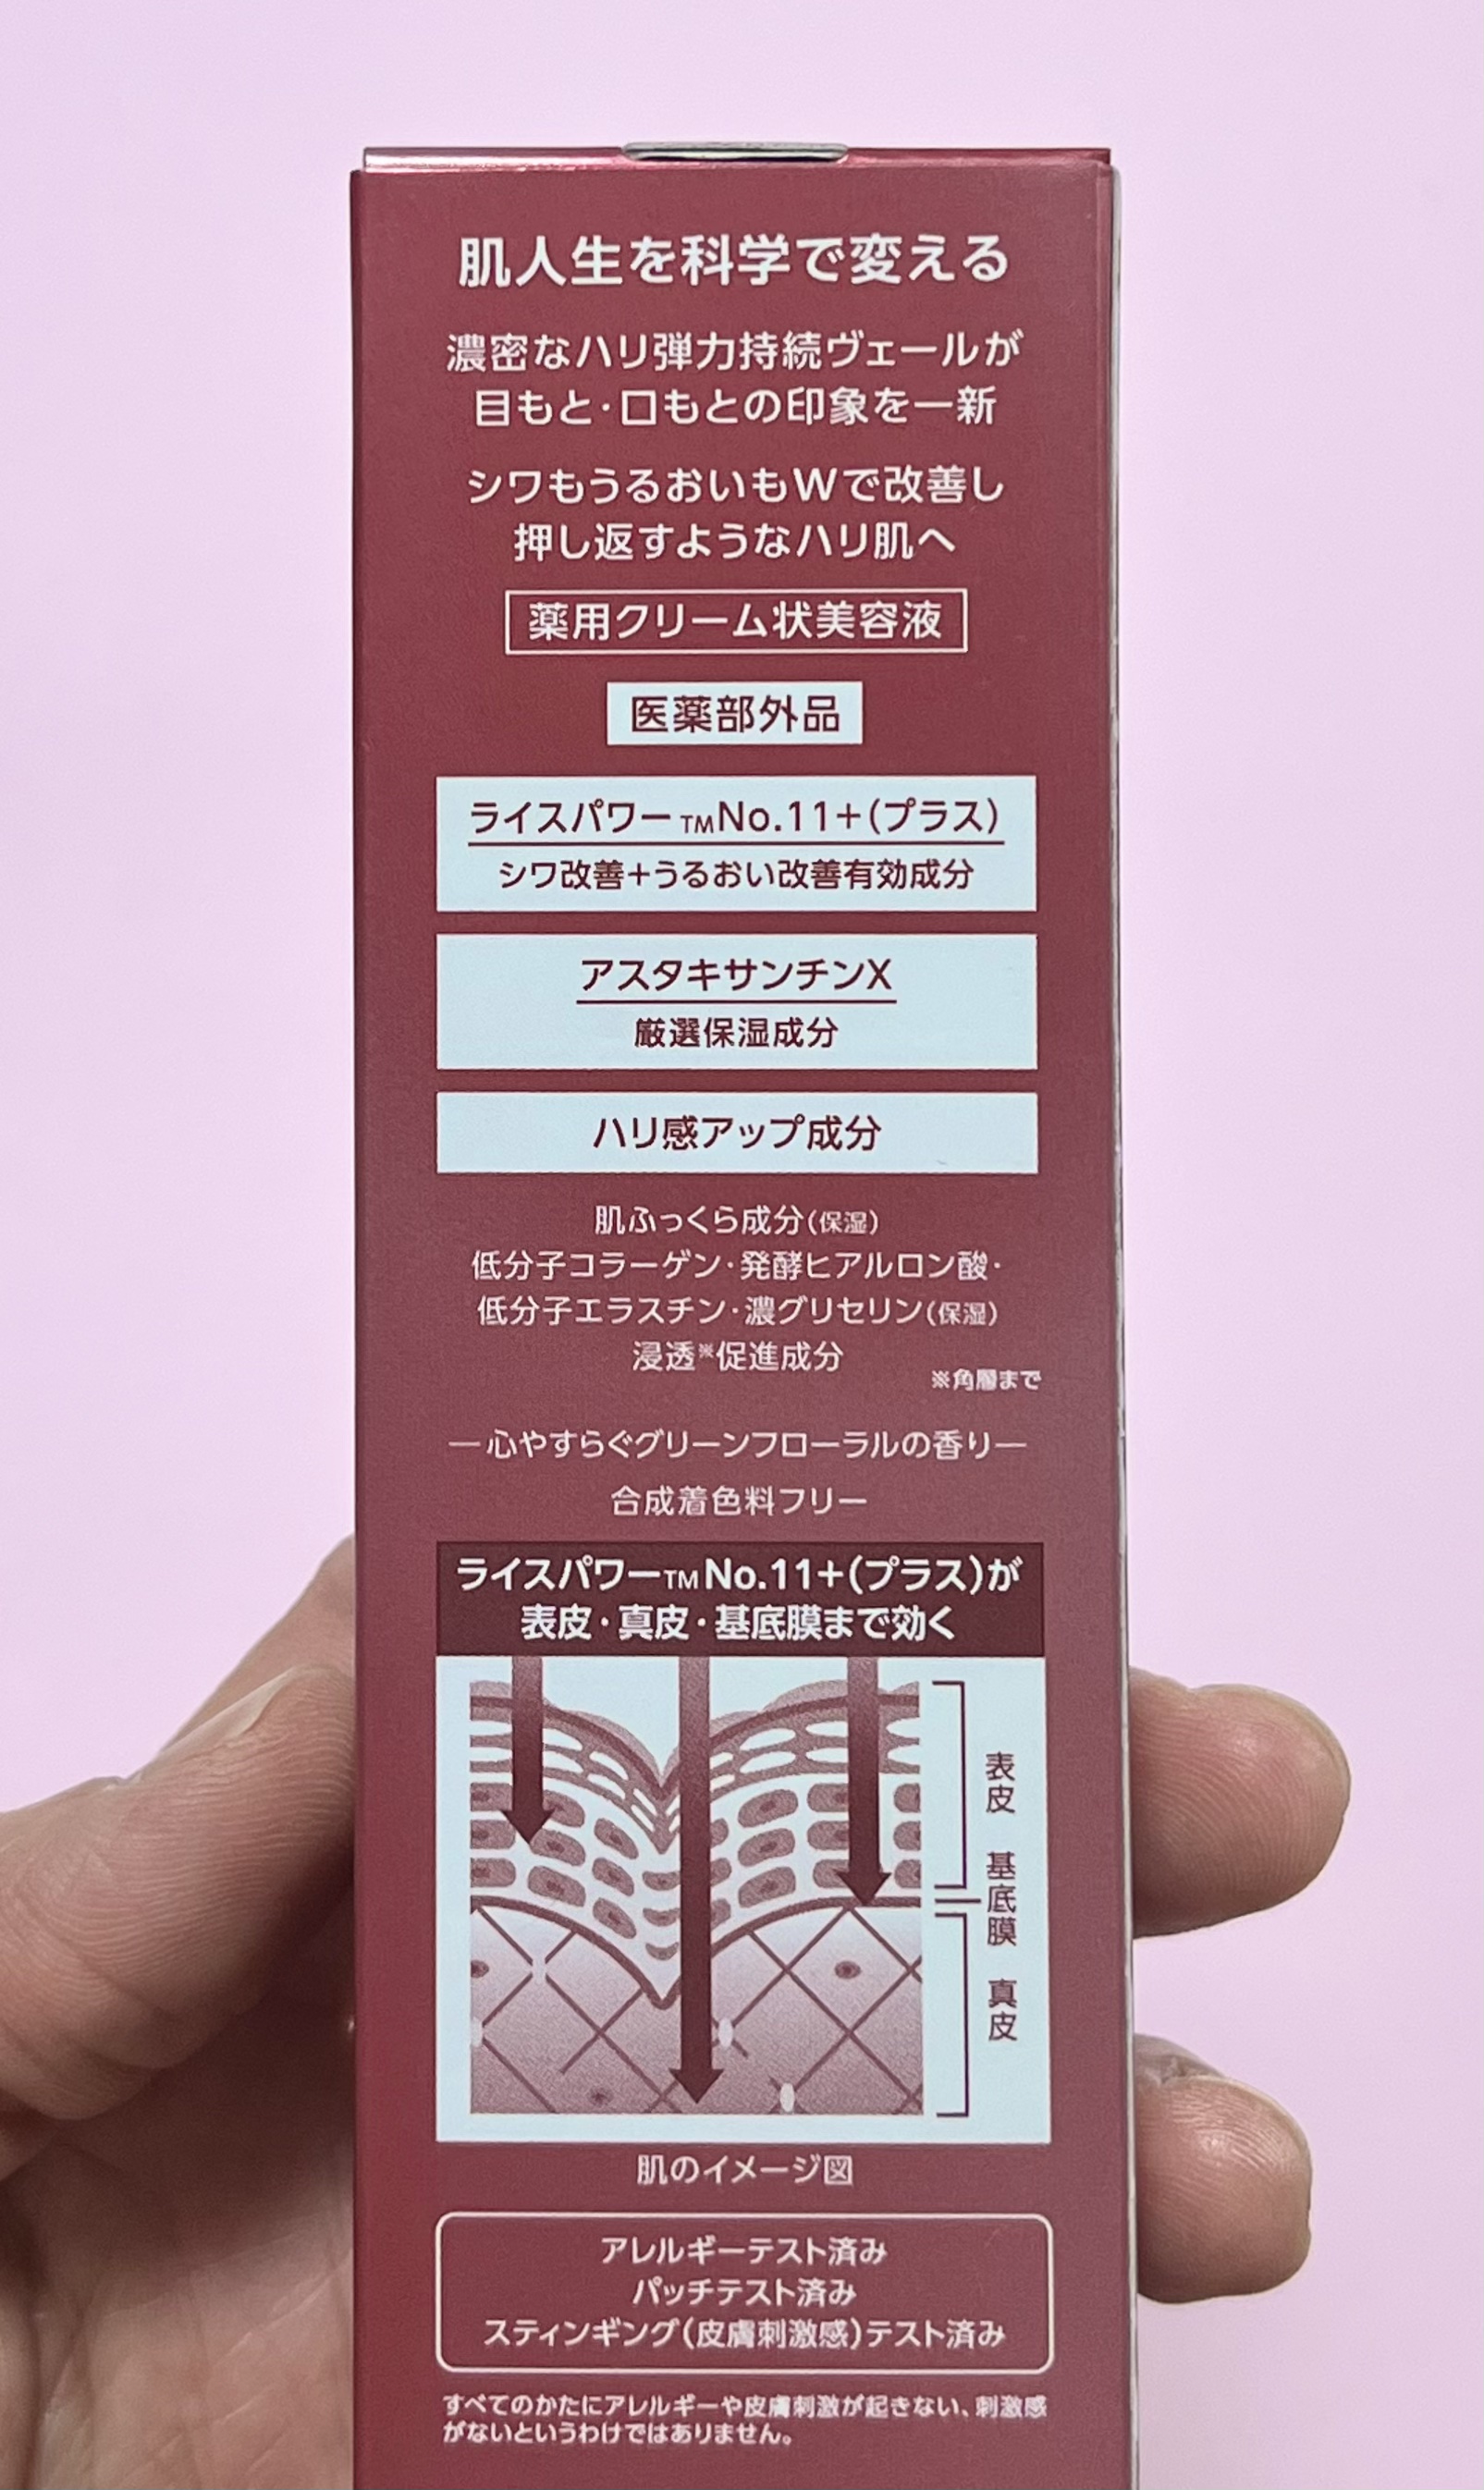 肌人生を科学で変える
濃密なハリ弾力持続ヴェールが
目もと・口もとの印象を一新
シワもうるおいもWで改善し
押し返すようなハリ肌へ
薬用クリーム状美容液
医薬部外品
ライスパワー™No.11+(プラス)
シワ改善+うるおい改善有効成分
アスタキサンチンX
厳選保湿成分
ハリ感アップ成分
肌ふっくら成分(保湿)
低分子コラーゲン・発酵ヒアルロン酸・
低分子エラスチン・濃グリセリン(保湿)
浸透※促進成分
※角層まで
―心やすらぐグリーンフローラルの香り―
合成着色料フリー
ライスパワー™No.11+(プラス)が
表皮・真皮・基底膜まで効く
表皮
基底膜
真皮
肌のイメージ図
アレルギーテスト済み
パッチテスト済み
スティンギング(皮膚刺激感)テスト済み
すべてのかたにアレルギーや皮膚刺激が起きない、刺激感
がないというわけではありません。